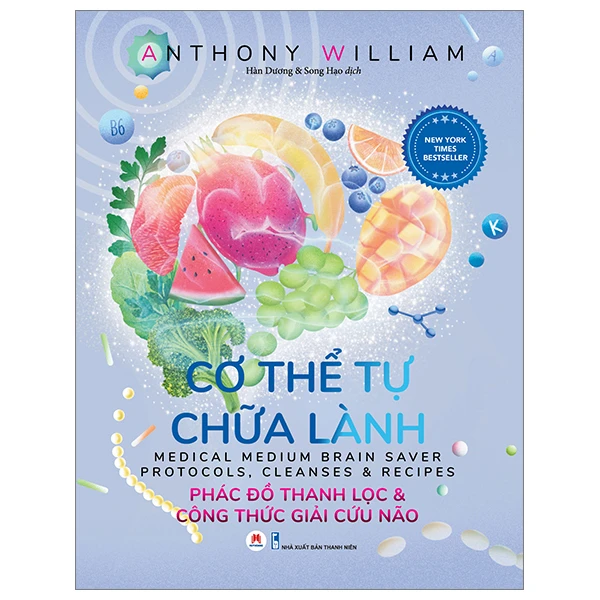 ANTHONY WILLIAM
Hàn Dương & Song Hạo dịch
A
B6
NEW YORK
TIMES
BESTSELLER
K
CƠ THỂ TỰ
CHỮA LÀNH
MEDICAL MEDIUM BRAIN SAVER
PROTOCOLS, CLEANSES & RECIPES
PHÁC ĐỒ THANH LỌC &
CÔNG THỨC GIẢI CỨU NÃO
NHÀ XUẤT BẢN THANH NIÊN